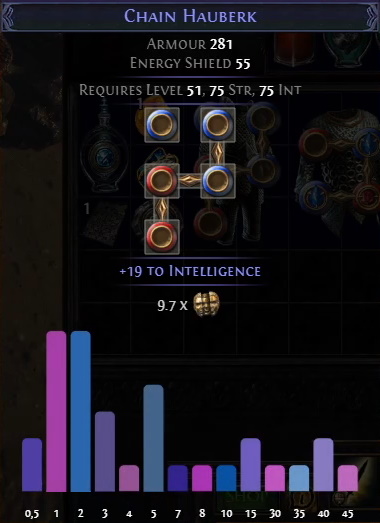 Chain Hauberk
Armour 281
Energy Shield 55
Requires Level 51, 75 Str, 75 Int
1
+19 to Intelligence
9.7 X
0,5 1 2 3 4 5 7 8 10 15 30 35 40 45